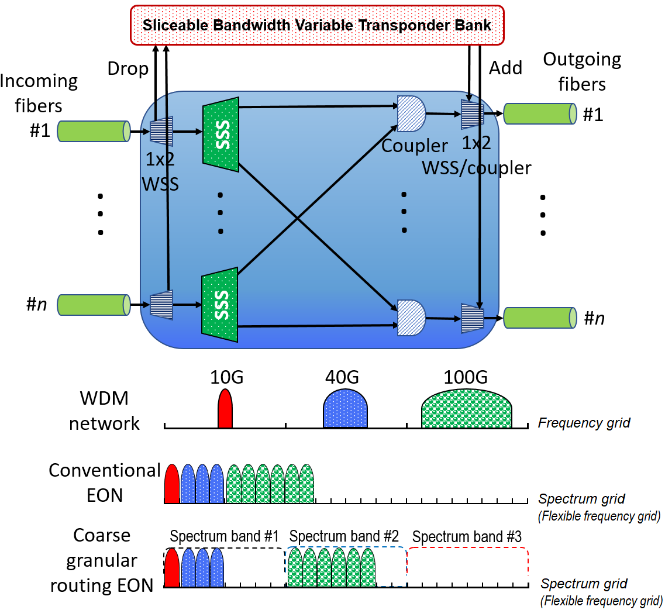 Sliceable Bandwidth Variable Transponder Bank
Drop
Add
Incoming
fibers
Outgoing
fibers
#1
SSS
Coupler
#1
1x2
WSS
1x2
WSS/coupler
#n
SSS
#n
10G
40G
100G
WDM
network
Frequency grid
Conventional
EON
Spectrum grid
(Flexible frequency grid)
Coarse
granular
routing EON
Spectrum band #1
Spectrum band #2
Spectrum band #3
Spectrum grid
(Flexible frequency grid)